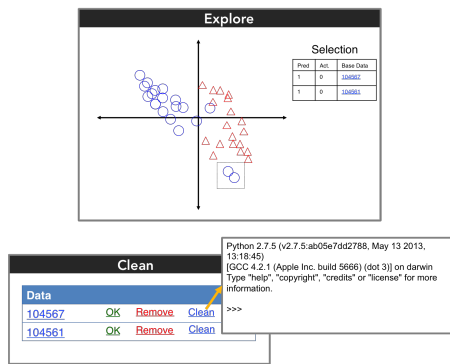 Explore
Selection
Pred Act. Base Data
1 0 104567
1 0 104561
Python 2.7.5 (v2.7.5:ab05e7dd2788, May 13 2013,
13:18:45)
[GCC 4.2.1 (Apple Inc. build 5666) (dot 3)] on darwin
Type "help", "copyright", "credits" or "license" for more
information.
>>>
Clean
Data
104567 OK Remove Clean
104561 OK Remove Clean